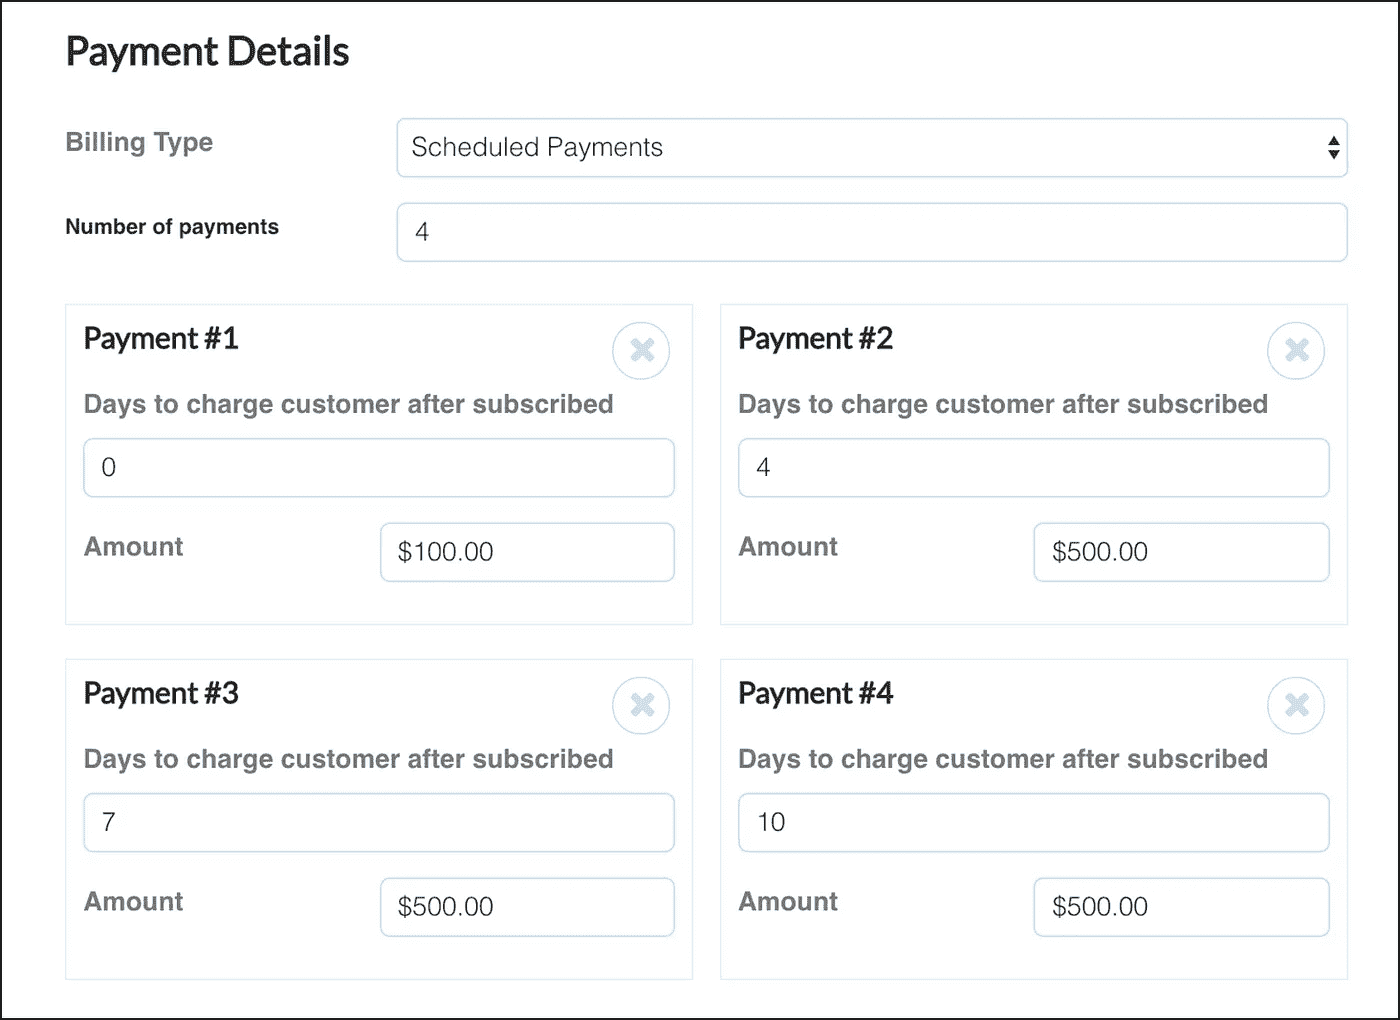 Payment Details
Billing Type
Scheduled Payments
Number of payments
4
Payment #1
Days to charge customer after subscribed
0
Amount
$100.00
Payment #2
Days to charge customer after subscribed
4
Amount
$500.00
Payment #3
Days to charge customer after subscribed
7
Amount
$500.00
Payment #4
Days to charge customer after subscribed
10
Amount
$500.00